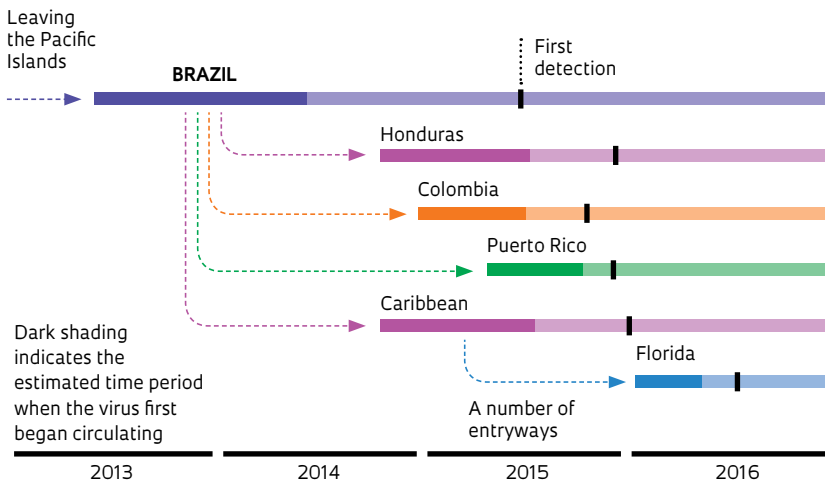 Leaving
the Pacific
Islands
BRAZIL
First
detection
Honduras
Colombia
Puerto Rico
Caribbean
Florida
Dark shading
indicates the
estimated time period
when the virus first
began circulating
A number of
entryways
2013
2014
2015
2016